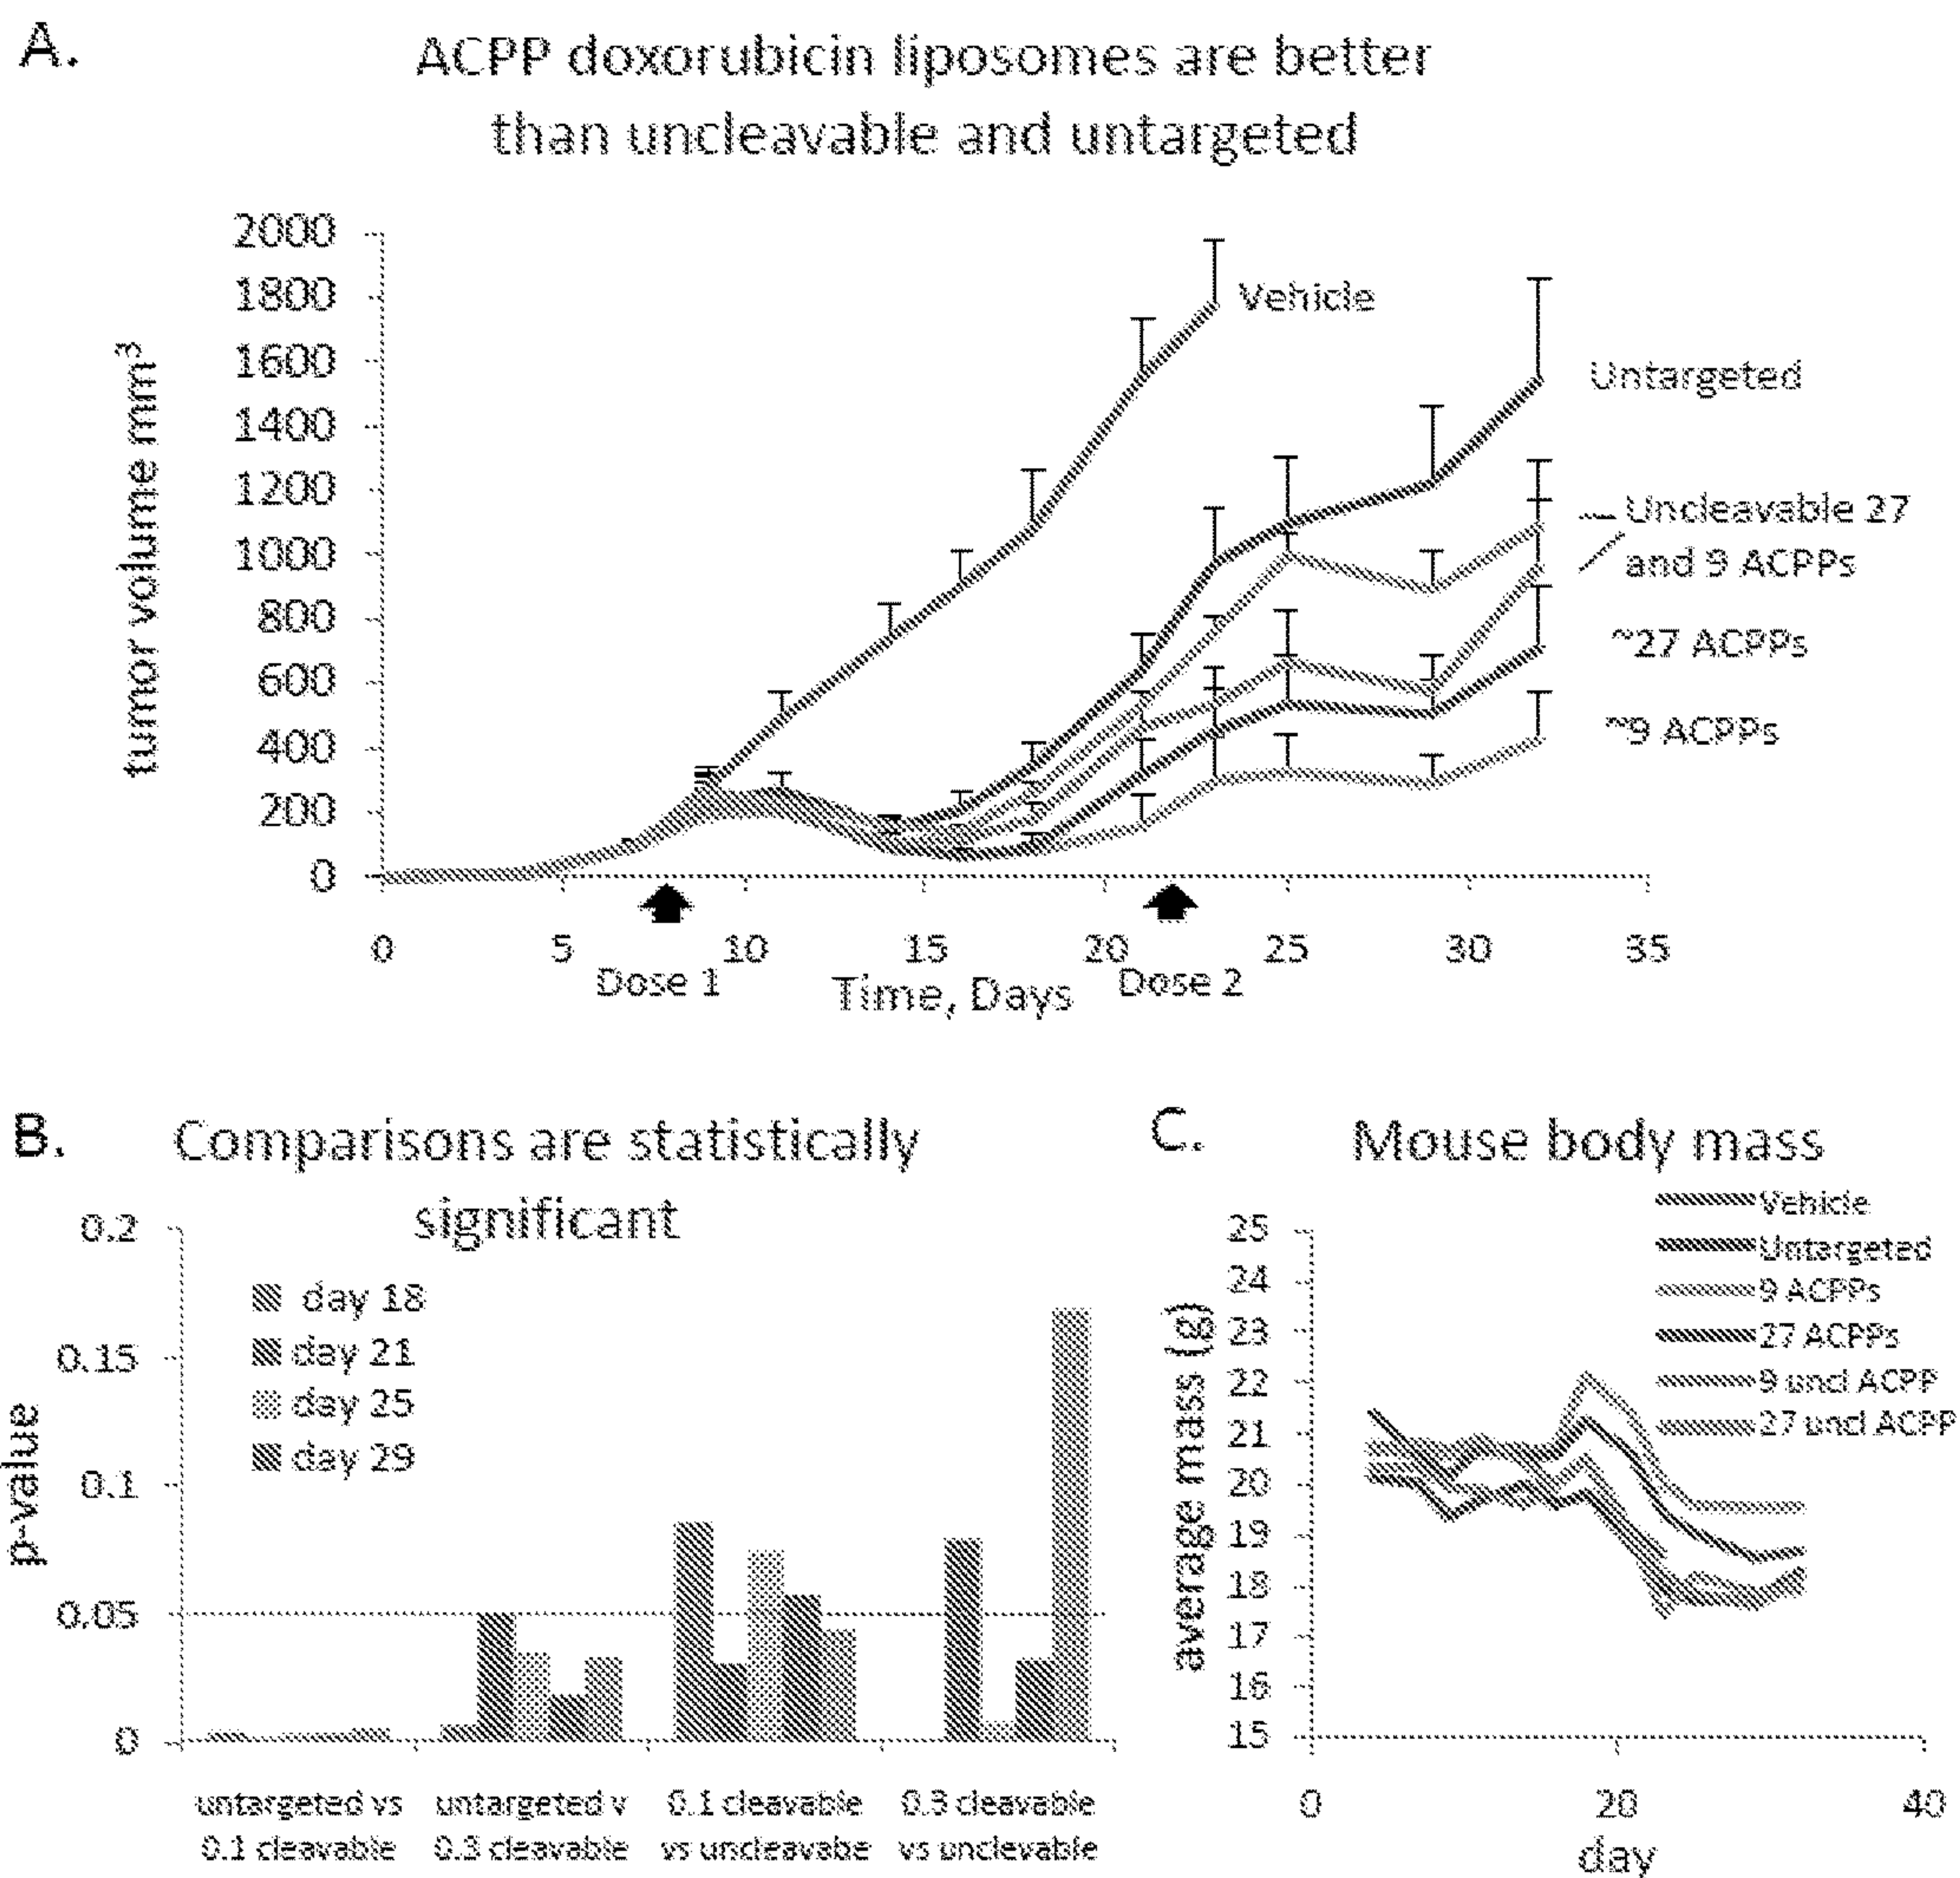 A.
ACPP doxorubicin liposomes are better
than uncleavable and untargeted
tumor volume mm³
2000
1800
1600
1400
1200
1000
800
600
400
200
0
Vehicle
Untargeted
Uncleavable 27
and 9 ACPPs
~27 ACPPs
~9 ACPPs
0 5 10 15 20 25 30 35
Dose 1 Time, Days Dose 2
B.
Comparisons are statistically
significant
p-value
0.2
0.15
0.1
0.05
0
day 18
day 21
day 25
day 29
untargeted vs
0.1 cleavable
untargeted v
0.3 cleavable
0.1 cleavable
vs uncleavabe
0.3 cleavable
vs unclevable
C.
Mouse body mass
Vehicle
Untargeted
9 ACPPs
27 ACPPs
9 uncl ACPP
27 uncl ACPP
average mass (g)
25
24
23
22
21
20
19
18
17
16
15
0 20 40
day